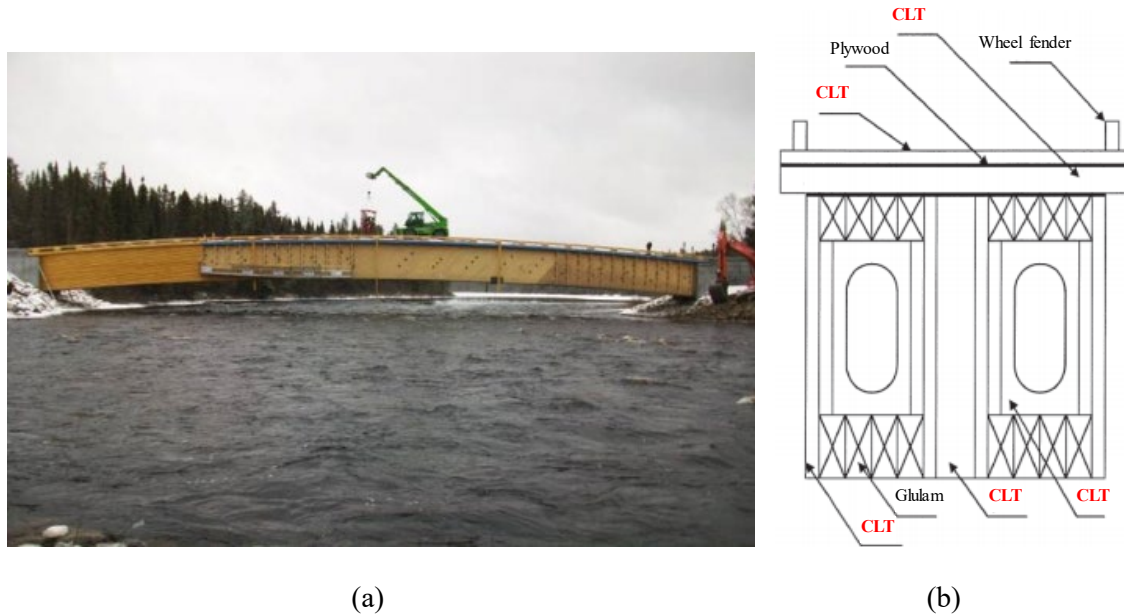 CLT
Plywood
Wheel fender
CLT
Glulam
CLT
CLT
CLT
(a)
(b)